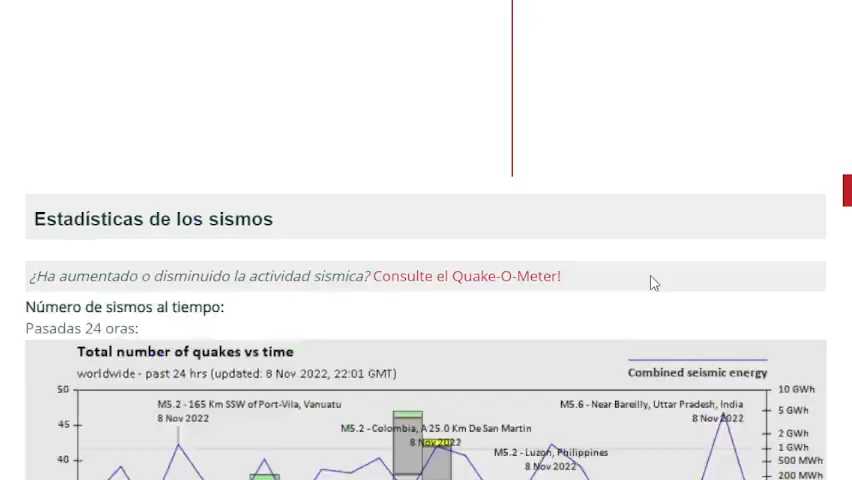 Estadísticas de los sismos
¿Ha aumentado o disminuido la actividad sismica? Consulte el Quake-O-Meter!
Número de sismos al tiempo:
Pasadas 24 oras:
Total number of quakes vs time
worldwide - past 24 hrs (updated: 8 Nov 2022, 22:01 GMT)
Combined seismic energy
50
10 GWh
M5.2 - 165 Km SSW of Port-Vila, Vanuatu
8 Nov 2022
M5.6 - Near Bareilly, Uttar Pradesh, India
8 Nov 2022
5 GWh
45
M5.2 - Colombia, A 25.0 Km De San Martin
8 Nov 2022
2 GWh
1 GWh
M5.2 - Luzon, Philippines
8 Nov 2022
40
500 MWh
200 MWh